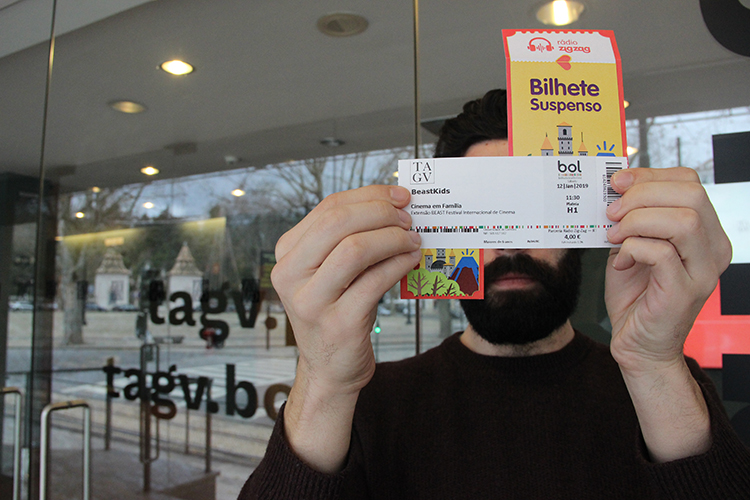 rádio
zigzag
Bilhete
Suspenso
TA
GV
bol
BeastKids
12|Jan|2019
Cinema em Família
11:30
Extensão BEAST Festival Internacional de Cinema
Plateia
H1
4,00 €
tagv.
tagv.bo